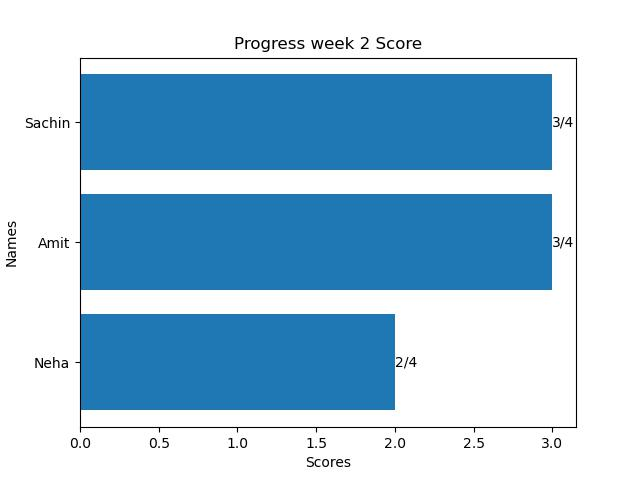 Progress week 2 Score
Sachin
3/4
Amit
3/4
Neha
2/4
Names
0.0 0.5 1.0 1.5 2.0 2.5 3.0
Scores